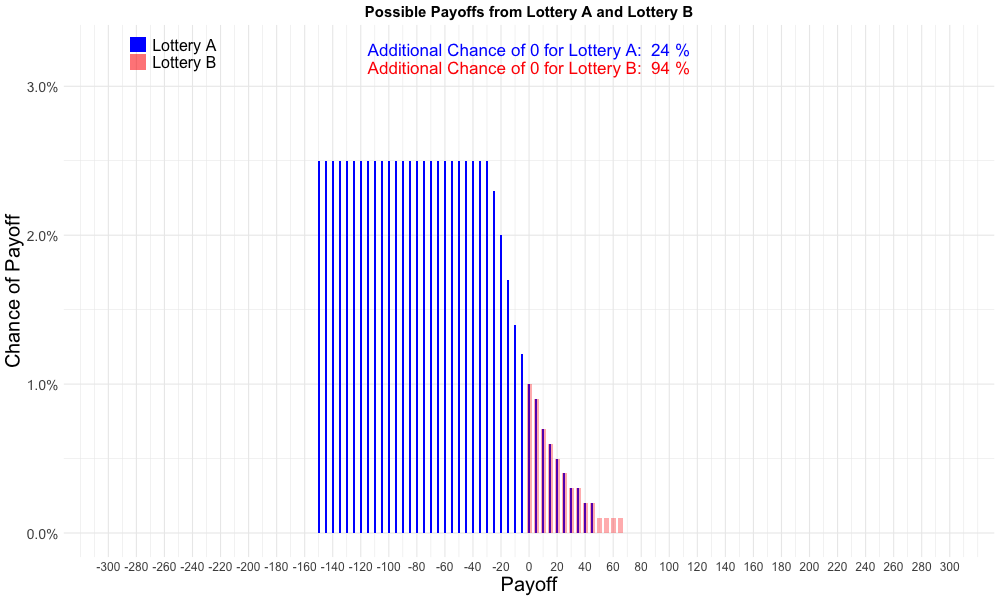 Possible Payoffs from Lottery A and Lottery B
Lottery A
Lottery B
Additional Chance of 0 for Lottery A:  24 %
Additional Chance of 0 for Lottery B:  94 %
Chance of Payoff
3.0%
2.0%
1.0%
0.0%
-300 -280 -260 -240 -220 -200 -180 -160 -140 -120 -100 -80 -60 -40 -20 0 20 40 60 80 100 120 140 160 180 200 220 240 260 280 300
Payoff